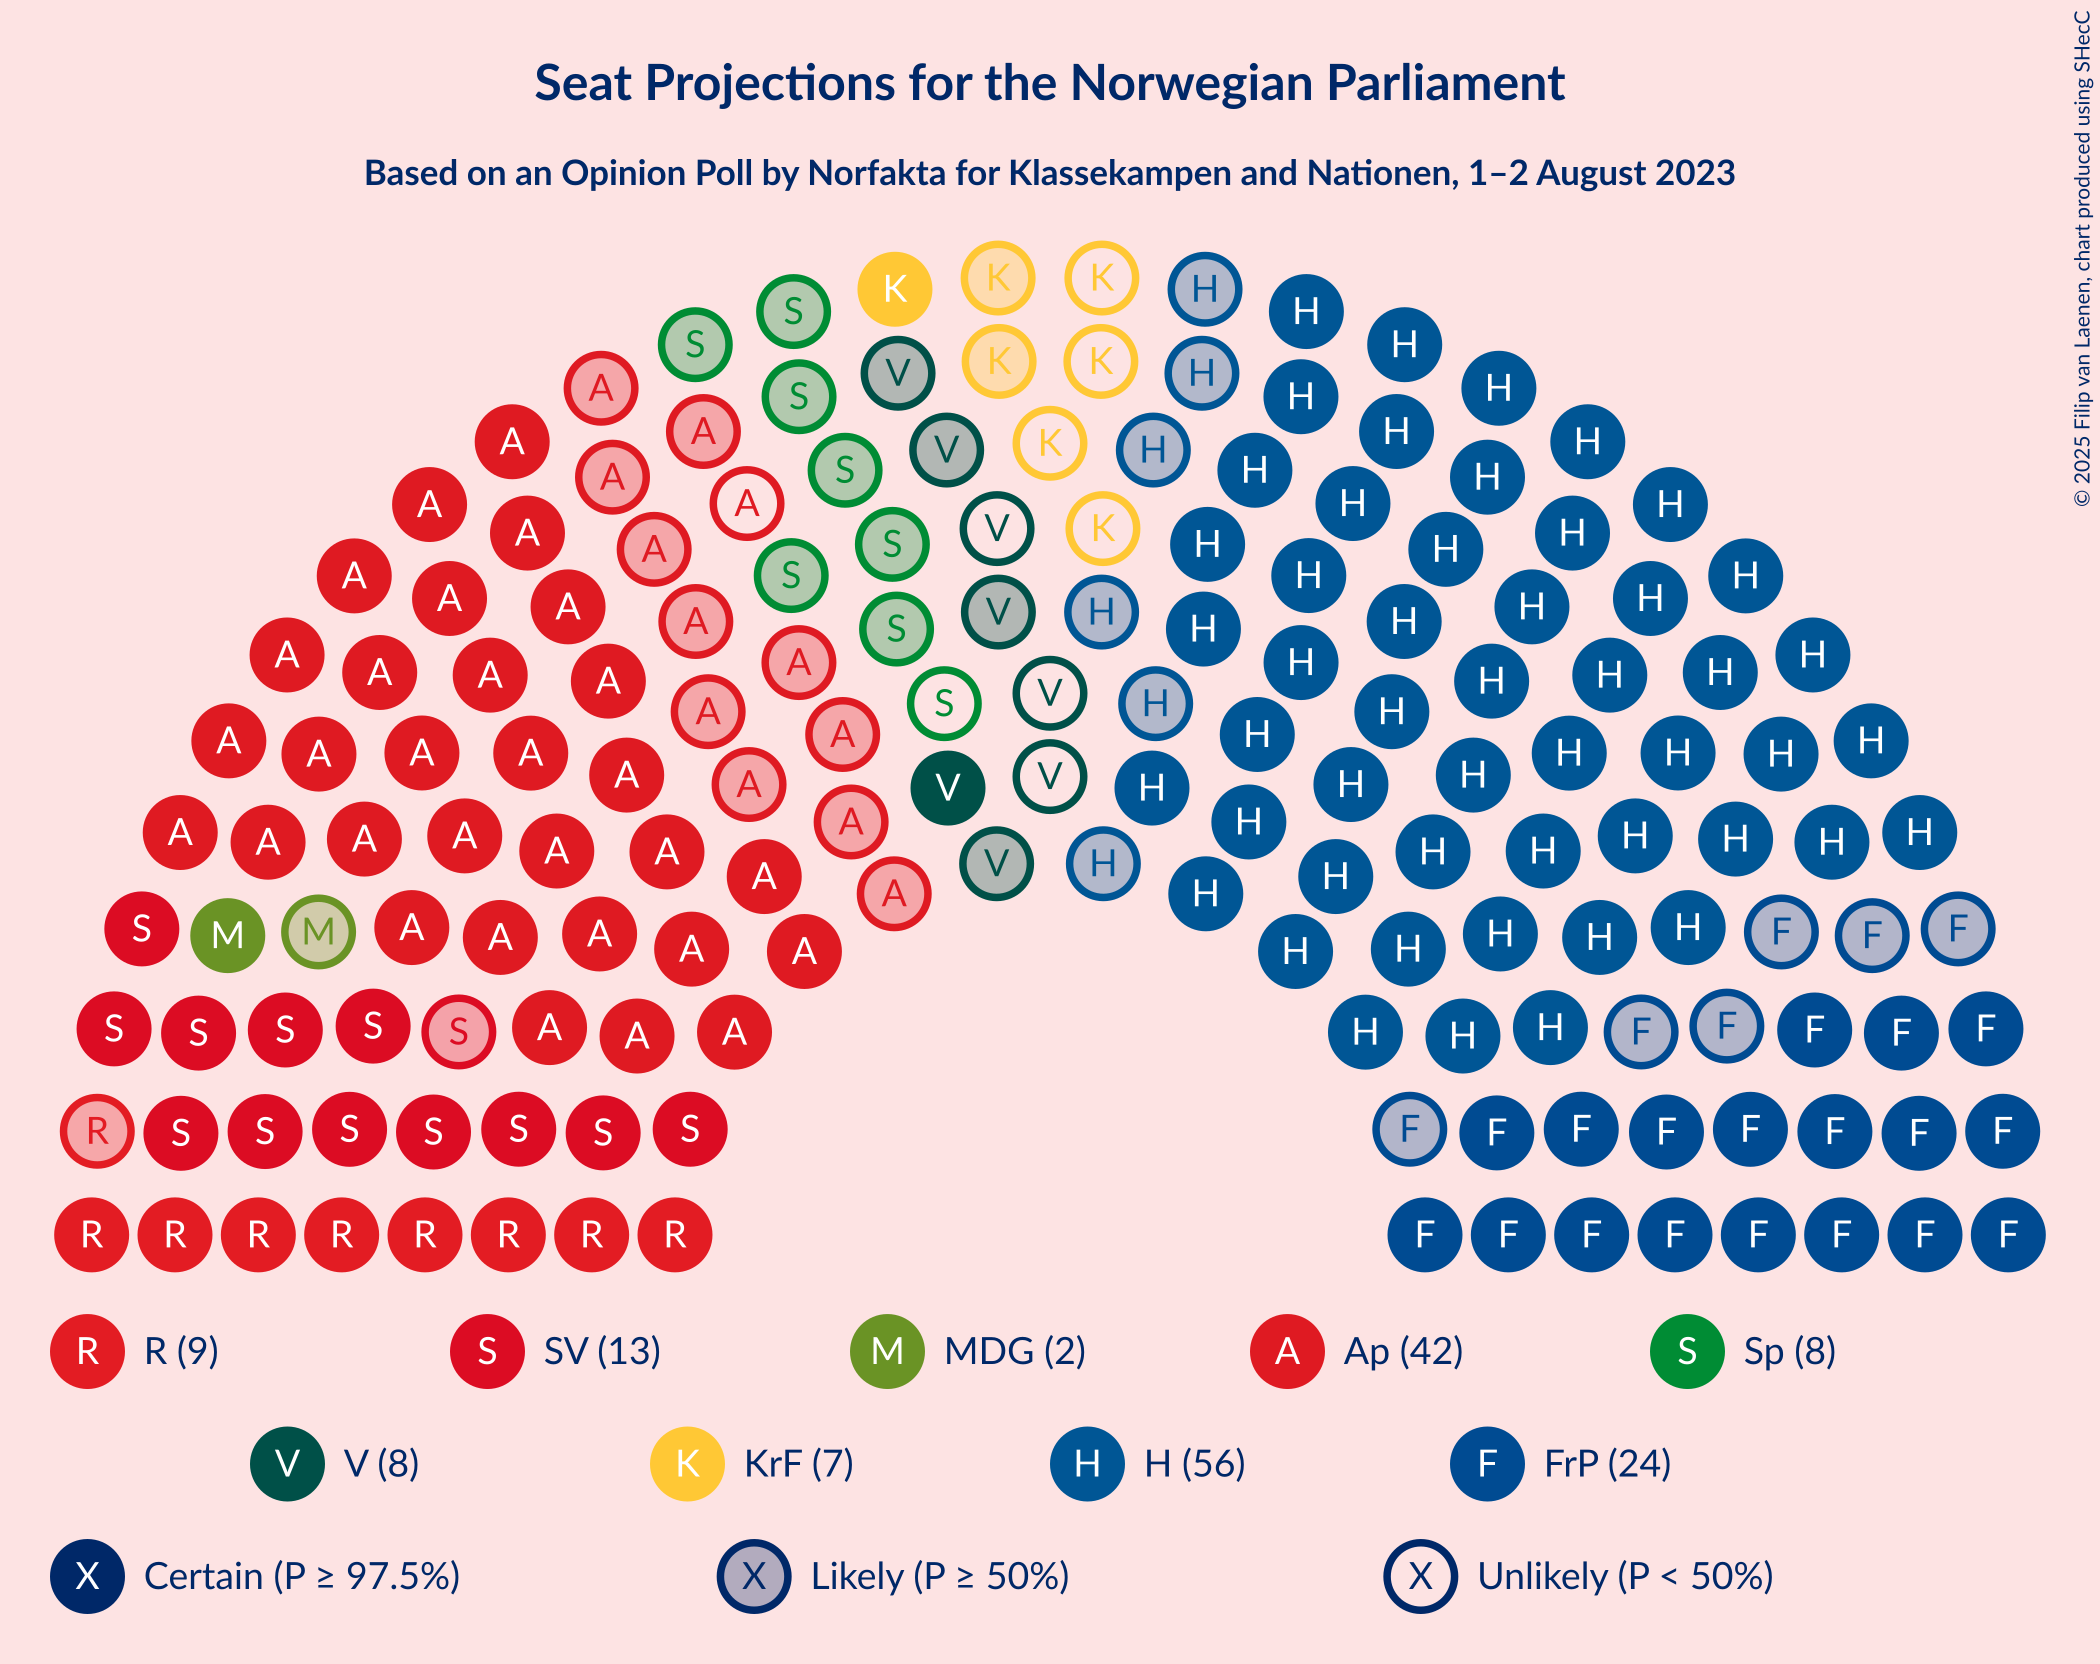 Seat Projections for the Norwegian Parliament
Based on an Opinion Poll by Norfakta for Klassekampen and Nationen, 1–2 August 2023
© 2025 Filip van Laenen, chart produced using SHecC
K K K H
S S H H
V K K H
A S S H H H
A A V K H H H H
A A A S H H H H
A A S V K H H H H
A A A S S H H H H
A A A S V H H H H
A A A A S V H H H H H
A A A A A V H H H H H H
A A A A A A A V V H H H H H H H H
A A A A A A A A V H H H H H H H H H
S M M A A A A A A H H H H H F F F
S S S S S A A A H H H F F F F F
R S S S S S S S F F F F F F F F
R R R R R R R R F F F F F F F F
R R (9) S SV (13) M MDG (2) A Ap (42) S Sp (8)
V V (8) K KrF (7) H H (56) F FrP (24)
X Certain (P ≥ 97.5%) X Likely (P ≥ 50%) X Unlikely (P < 50%)